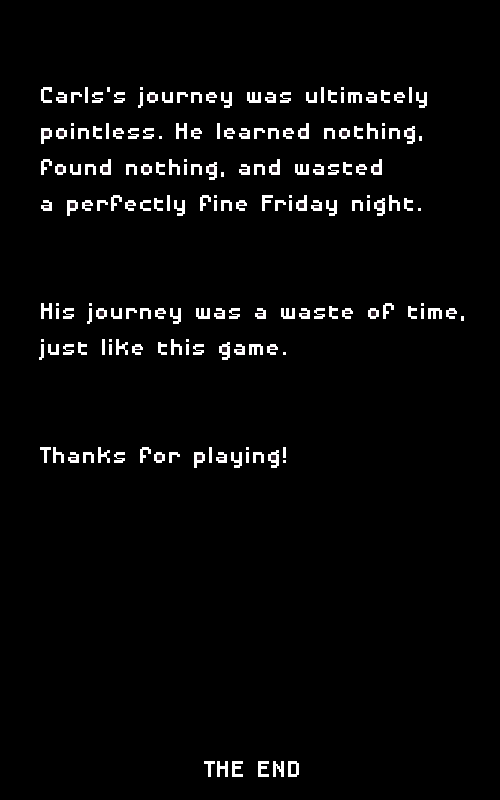 Carls's journey was ultimately
pointless. He learned nothing,
found nothing, and wasted
a perfectly fine Friday night.
His journey was a waste of time,
just like this game.
Thanks for playing!
THE END